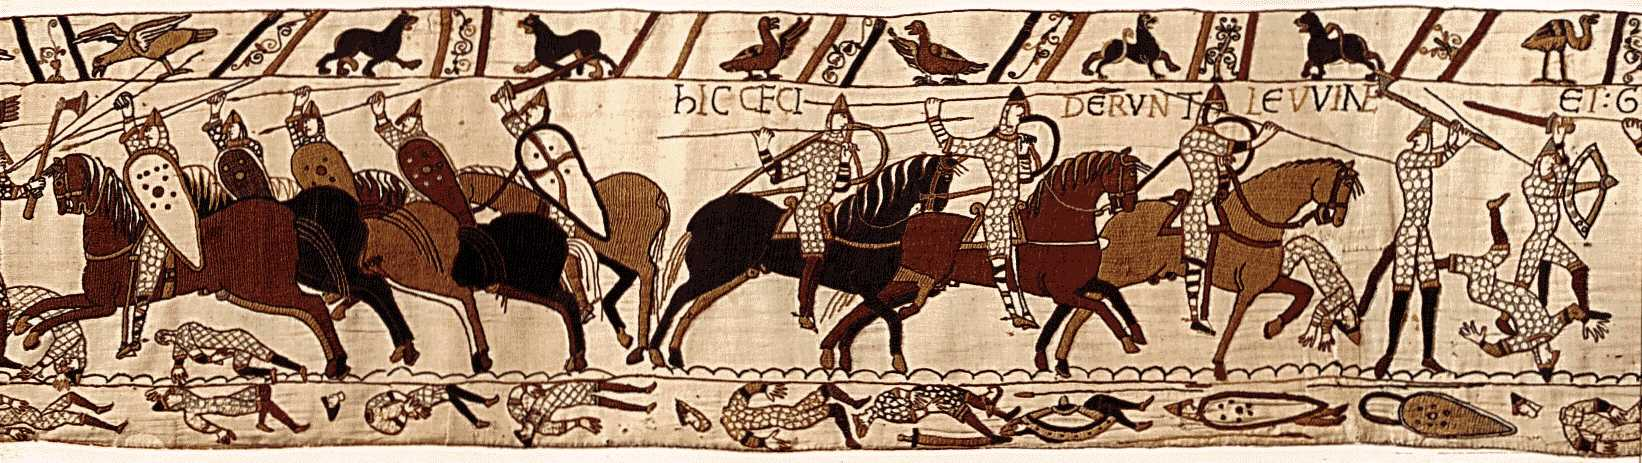 hIC CECI DERVNT LEVVINE ET:G